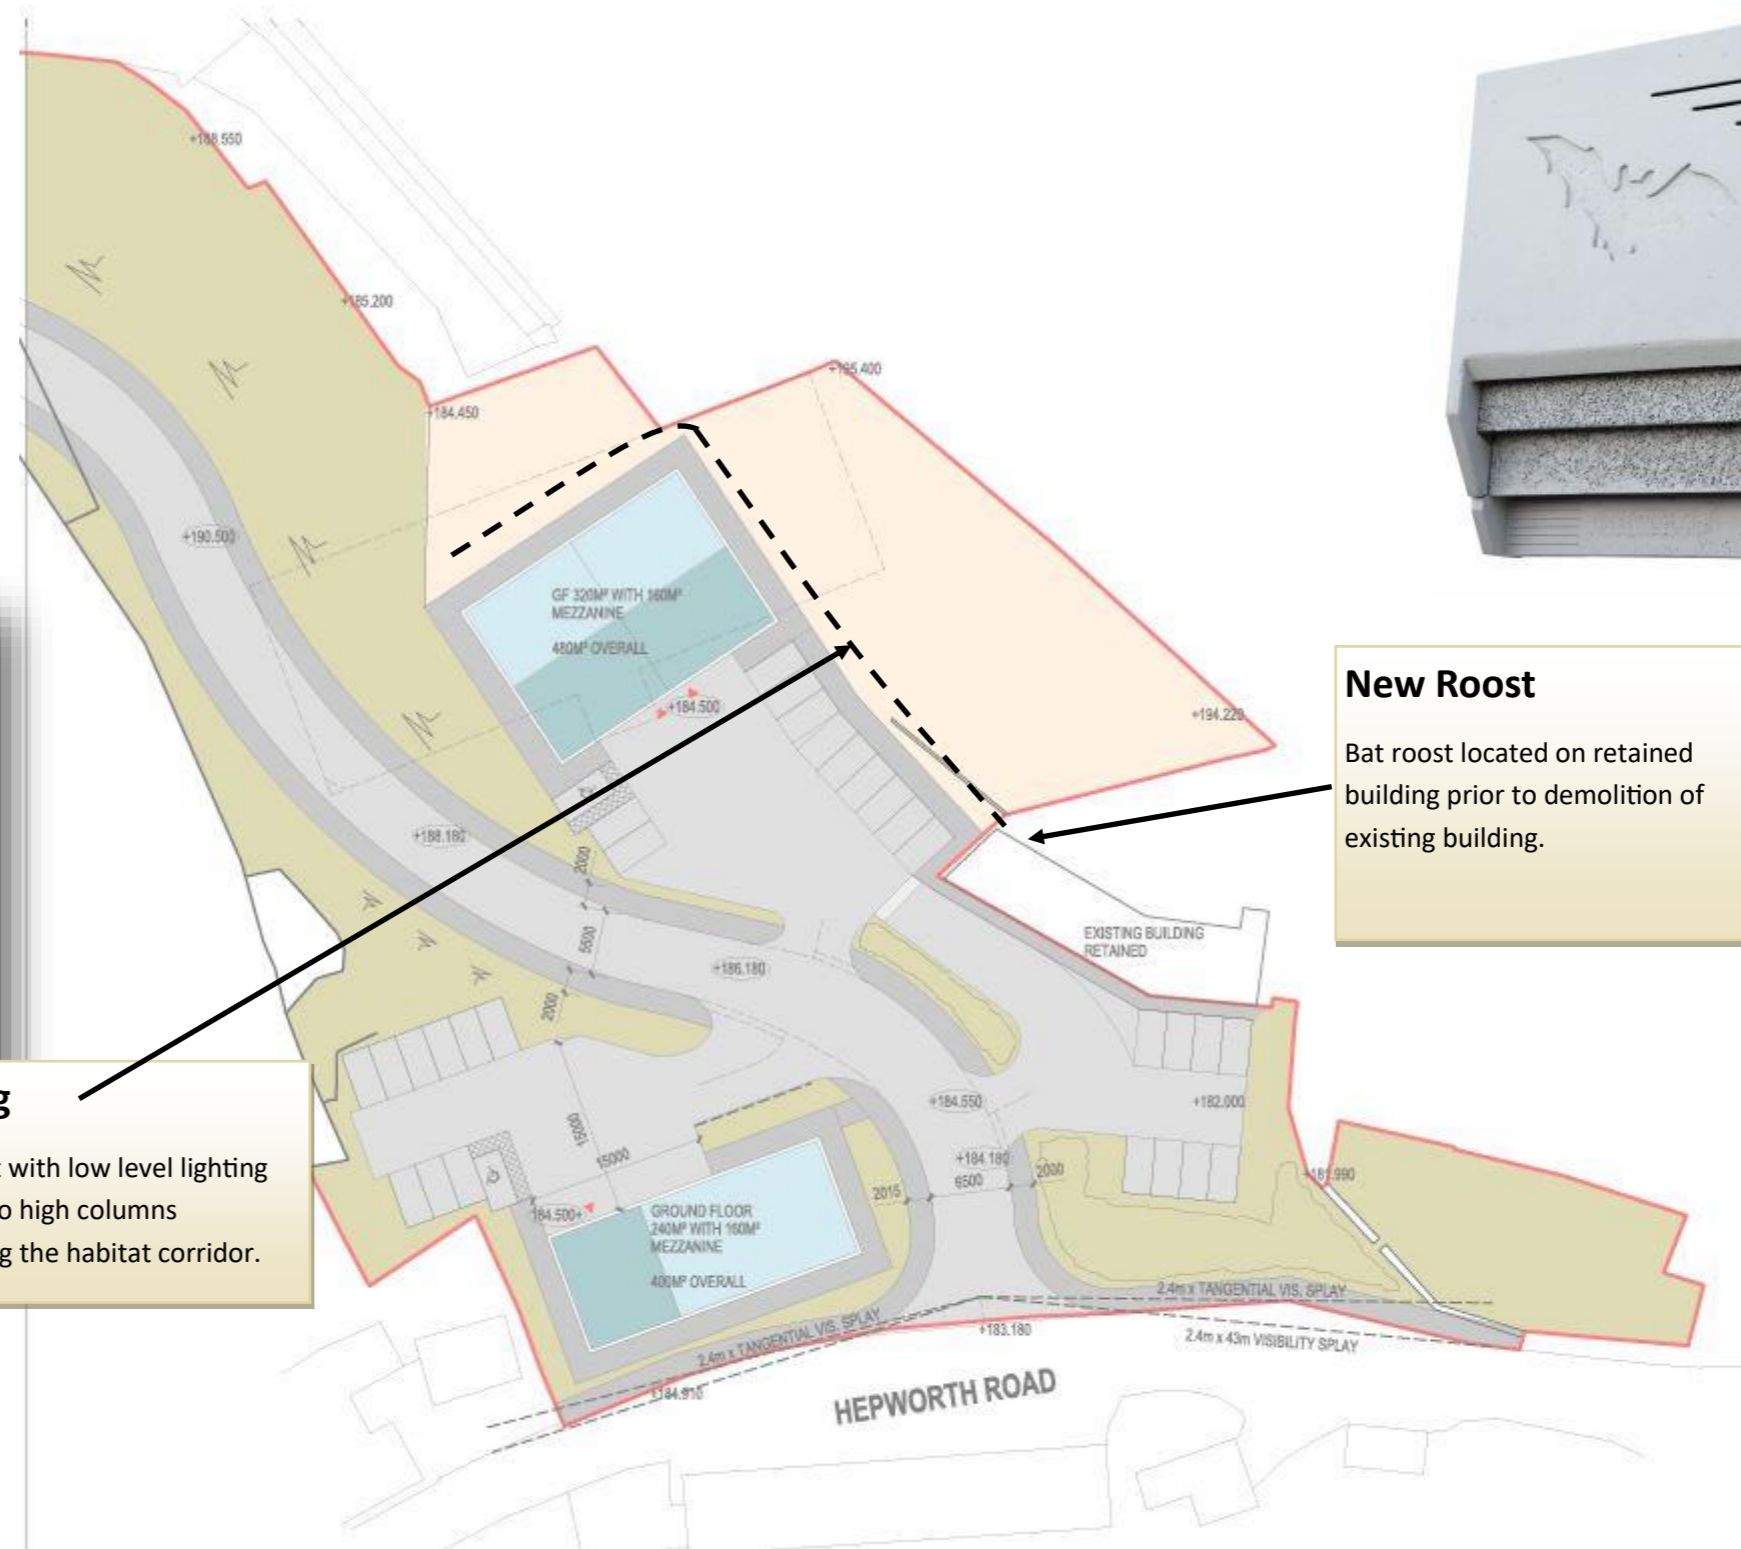 +188.550
+185.200
+195.400
+184.450
+190.500
GF 320M² WITH 160M²
MEZZANINE
480M² OVERALL
+184.500
+194.220
New Roost
Bat roost located on retained
building prior to demolition of
existing building.
+188.180
2000
5500
2000
+186.180
EXISTING BUILDING
RETAINED
g
with low level lighting
o high columns
g the habitat corridor.
15000
15000
+184.550
+182.000
+184.180
6500
2015
2000
+181.990
184.500+
GROUND FLOOR
240M² WITH 160M²
MEZZANINE
400M² OVERALL
2.4m x TANGENTIAL VIS. SPLAY
2.4m x TANGENTIAL VIS. SPLAY
+183.180
2.4m x 43m VISIBILITY SPLAY
+184.910
HEPWORTH ROAD